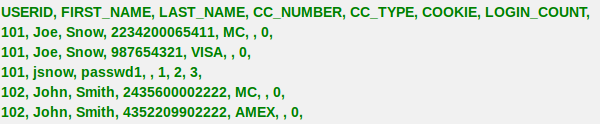 USERID, FIRST_NAME, LAST_NAME, CC_NUMBER, CC_TYPE, COOKIE, LOGIN_COUNT,
101, Joe, Snow, 2234200065411, MC, , 0,
101, Joe, Snow, 987654321, VISA, , 0,
101, jsnow, passwd1, , 1, 2, 3,
102, John, Smith, 2435600002222, MC, , 0,
102, John, Smith, 4352209902222, AMEX, , 0,